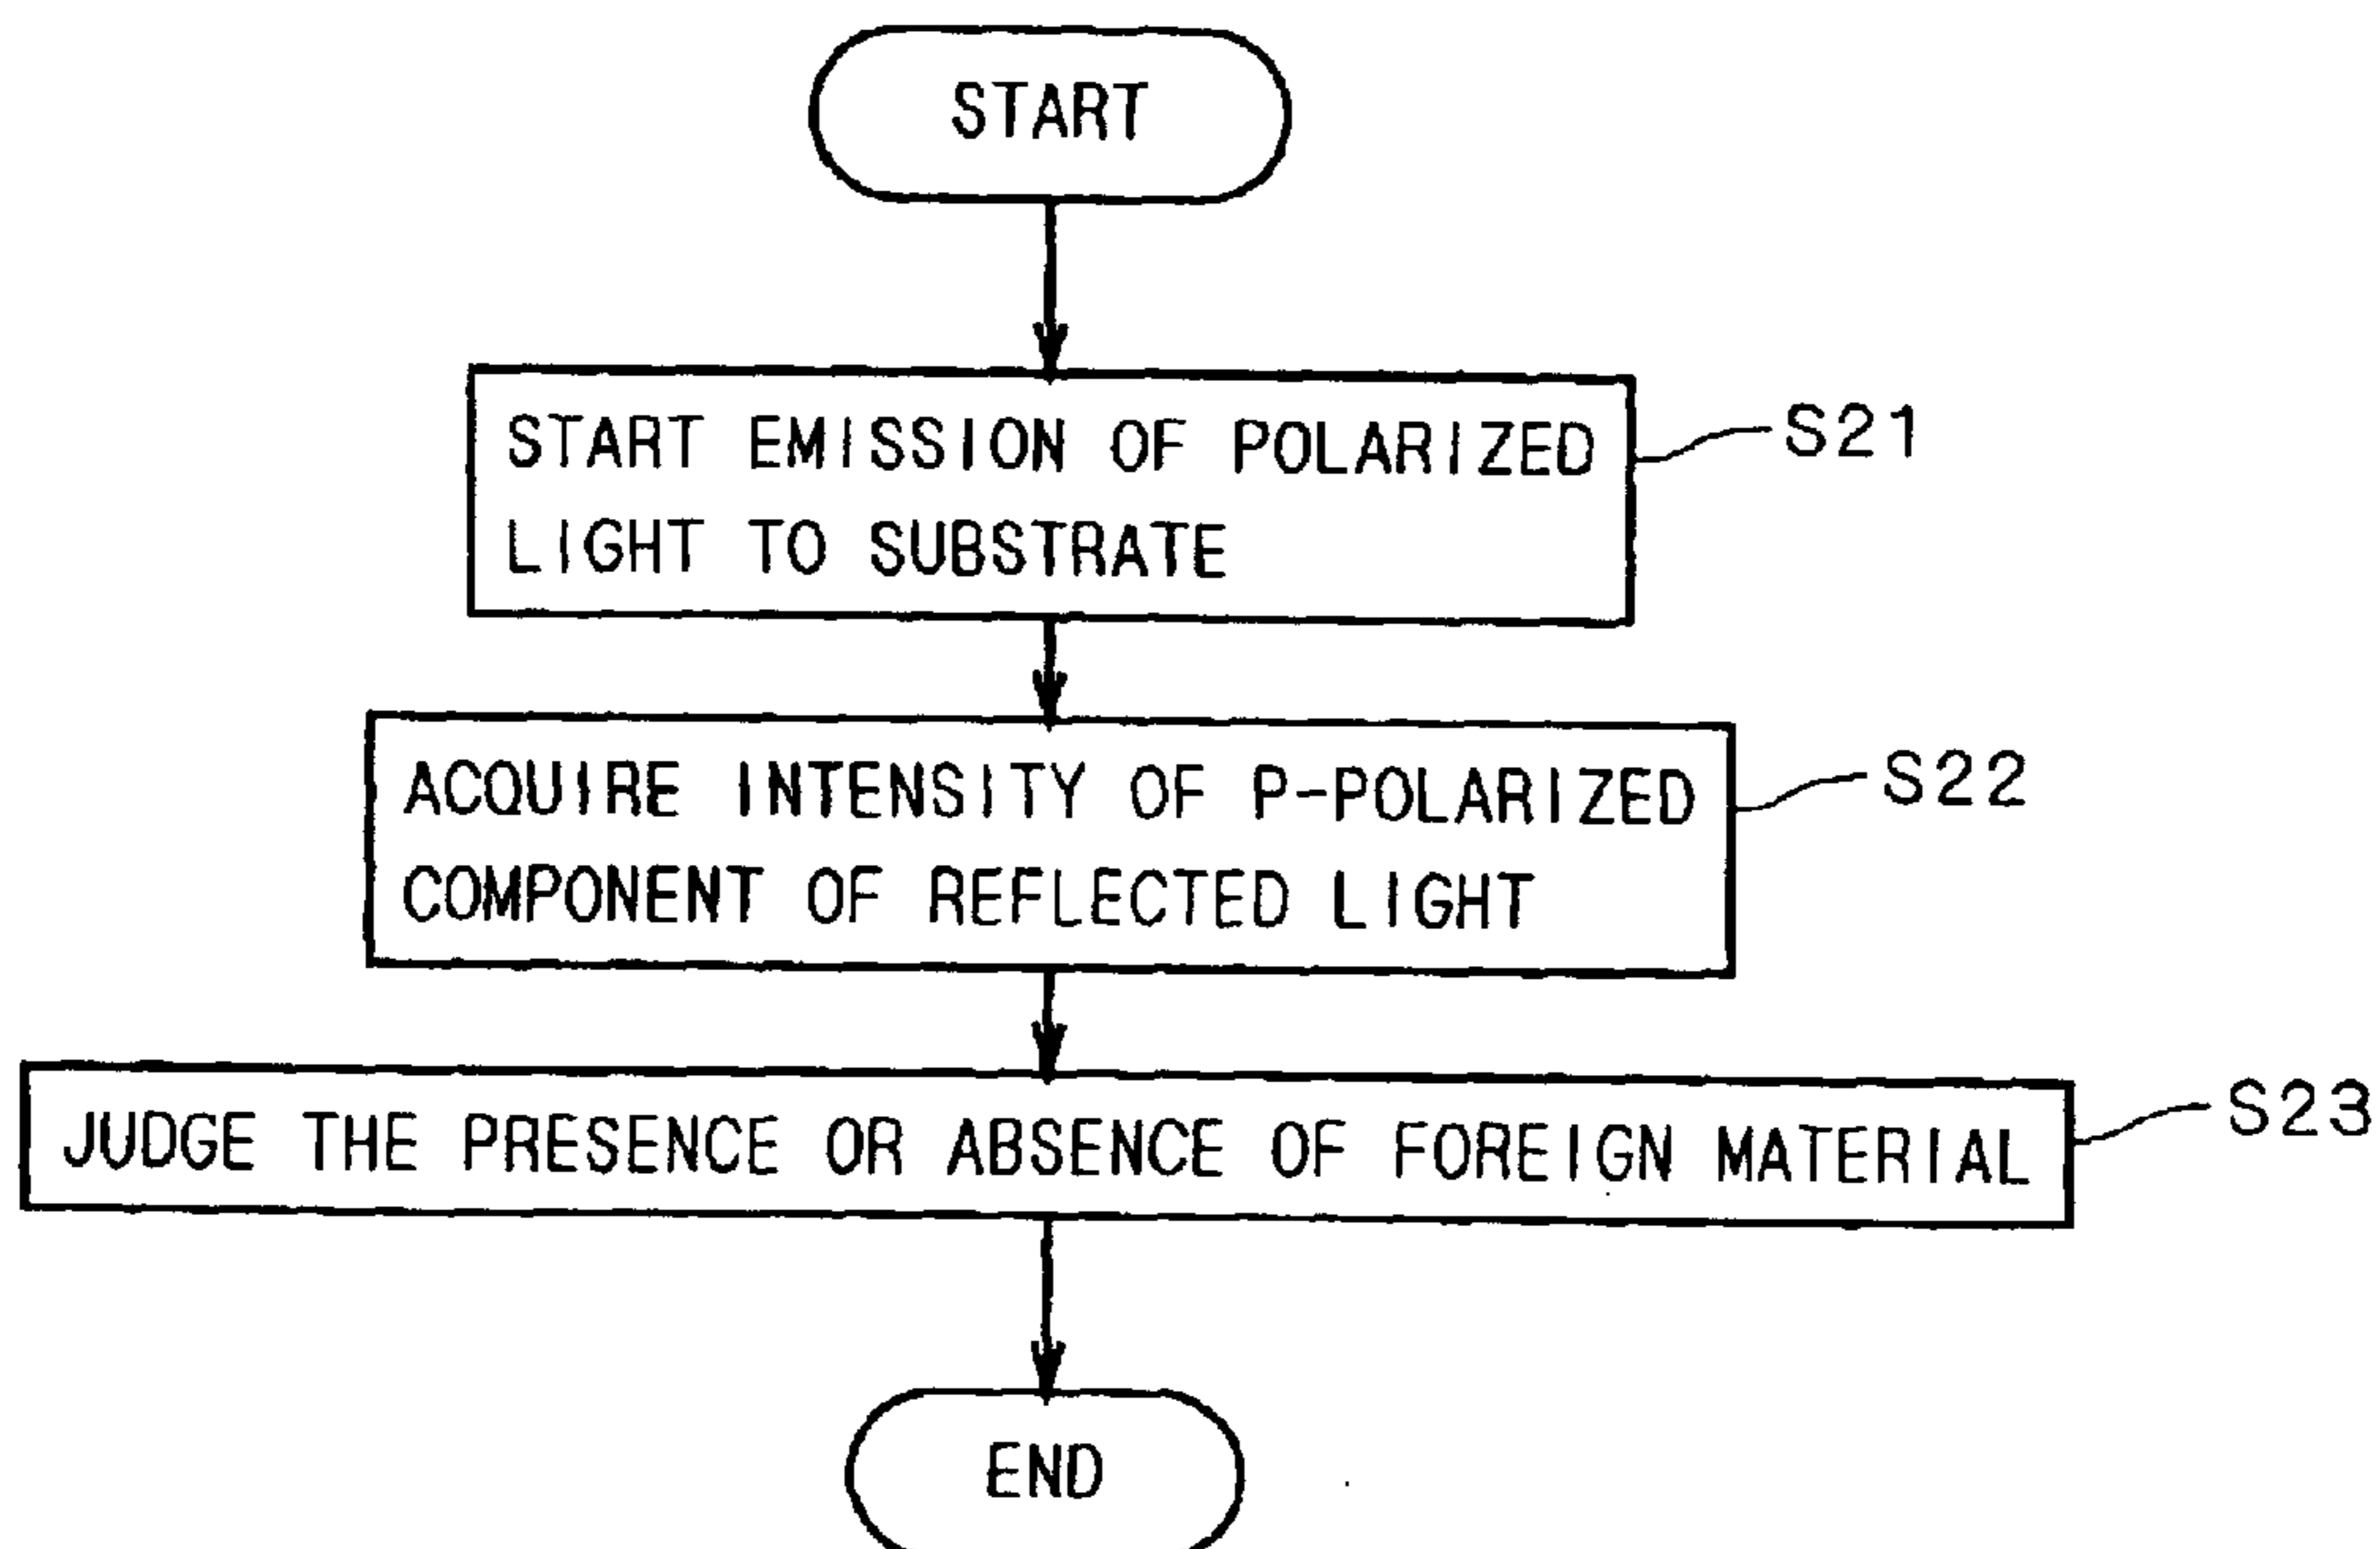 START
START EMISSION OF POLARIZED
LIGHT TO SUBSTRATE
S21
ACQUIRE INTENSITY OF P-POLARIZED
COMPONENT OF REFLECTED LIGHT
S22
JUDGE THE PRESENCE OR ABSENCE OF FOREIGN MATERIAL
S23
END